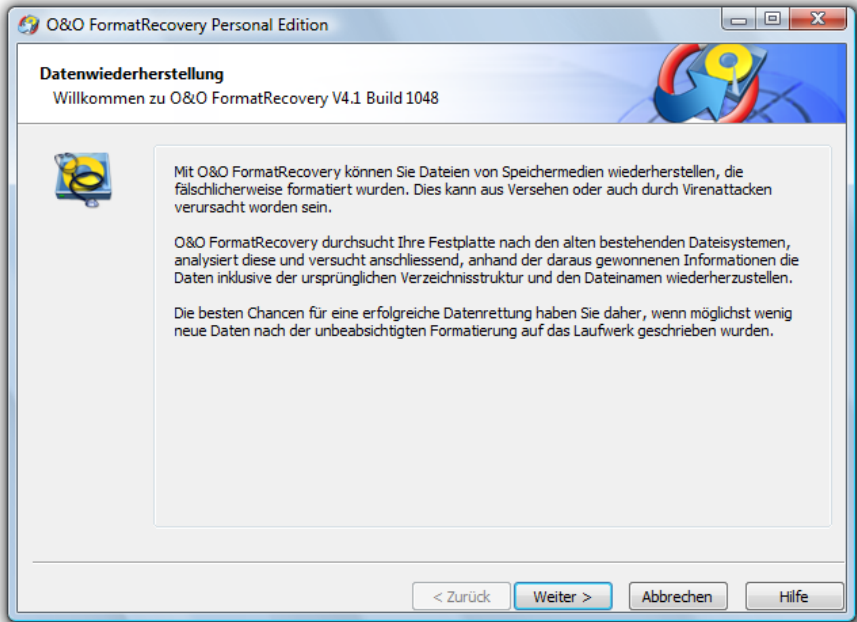 O&O FormatRecovery Personal Edition
Datenwiederherstellung
Willkommen zu O&O FormatRecovery V4.1 Build 1048
Mit O&O FormatRecovery können Sie Dateien von Speichermedien wiederherstellen, die
fälschlicherweise formatiert wurden. Dies kann aus Versehen oder auch durch Virenattacken
verursacht worden sein.
O&O FormatRecovery durchsucht Ihre Festplatte nach den alten bestehenden Dateisystemen,
analysiert diese und versucht anschliessend, anhand der daraus gewonnenen Informationen die
Daten inklusive der ursprünglichen Verzeichnisstruktur und den Dateinamen wiederherzustellen.
Die besten Chancen für eine erfolgreiche Datenrettung haben Sie daher, wenn möglichst wenig
neue Daten nach der unbeabsichtigten Formatierung auf das Laufwerk geschrieben wurden.
< Zurück
Weiter >
Abbrechen
Hilfe